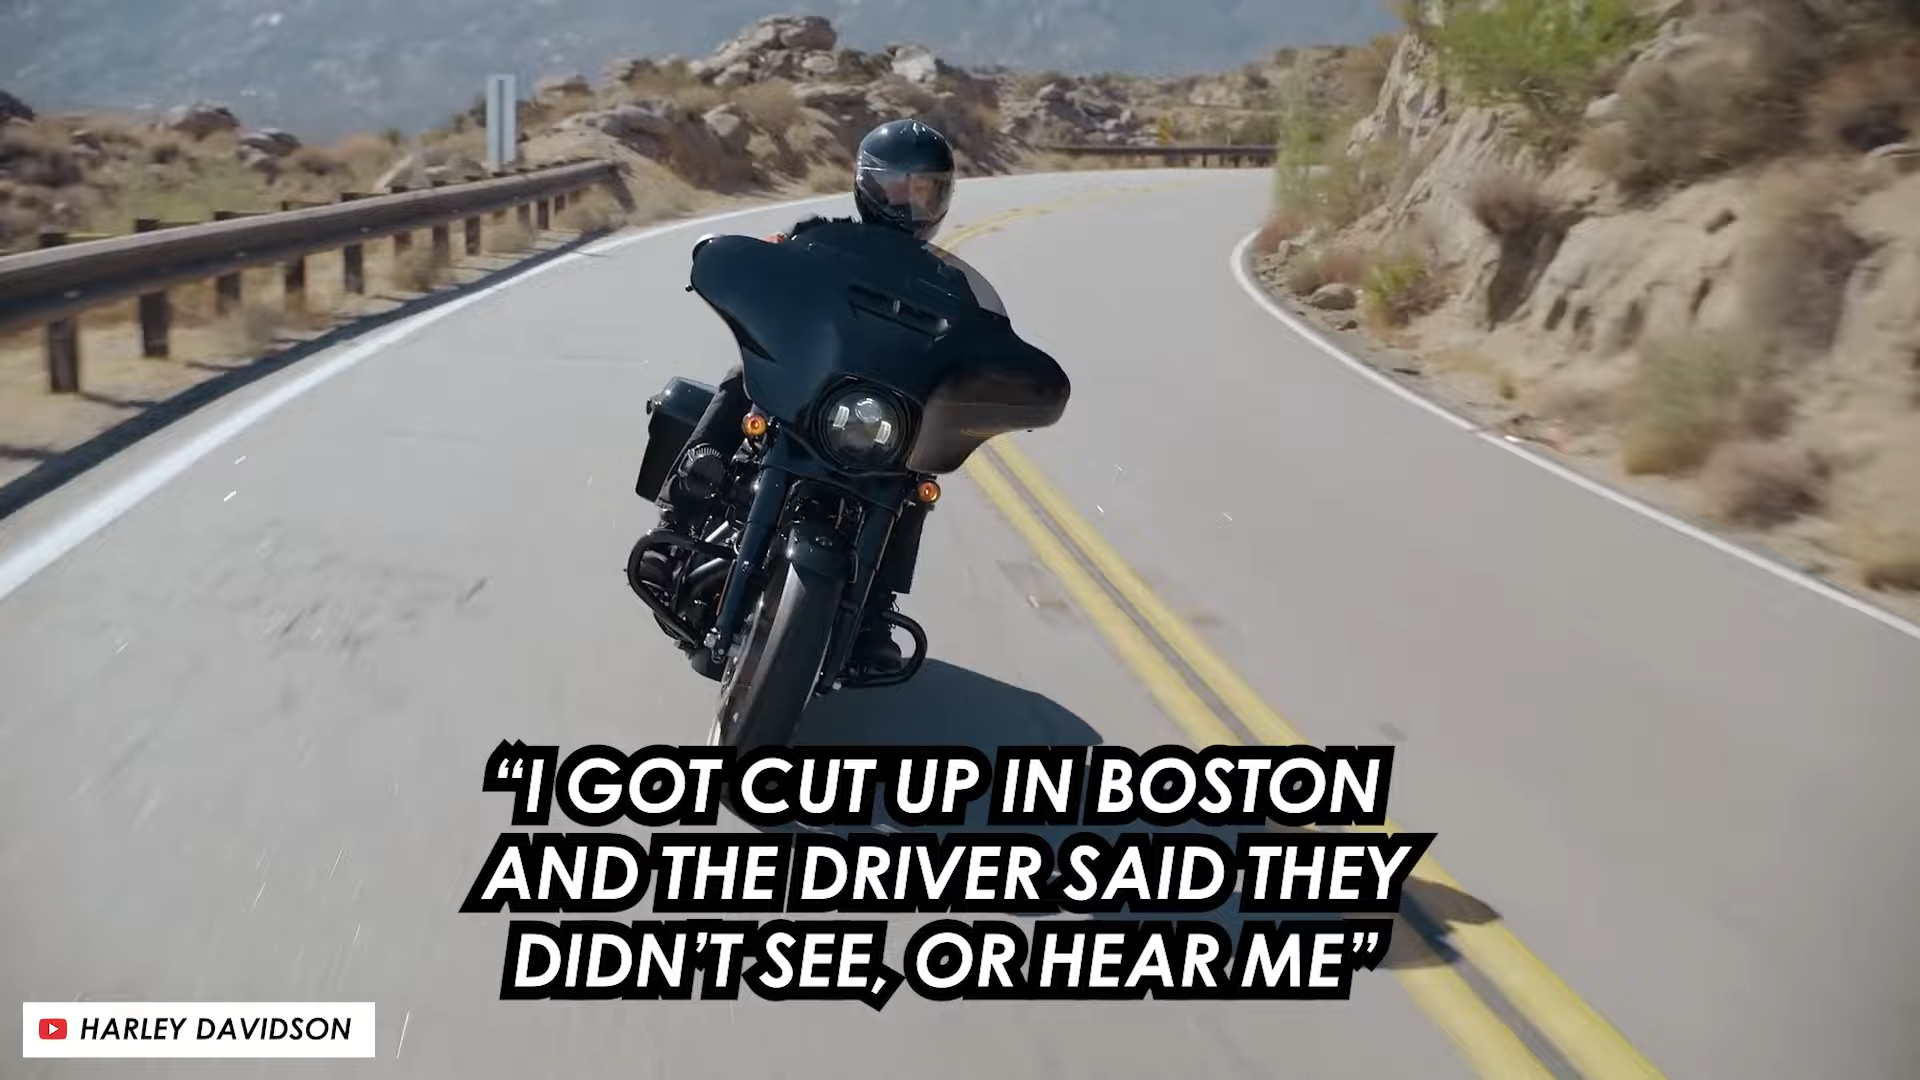 “I GOT CUT UP IN BOSTON
AND THE DRIVER SAID THEY
DIDN’T SEE, OR HEAR ME”
HARLEY DAVIDSON